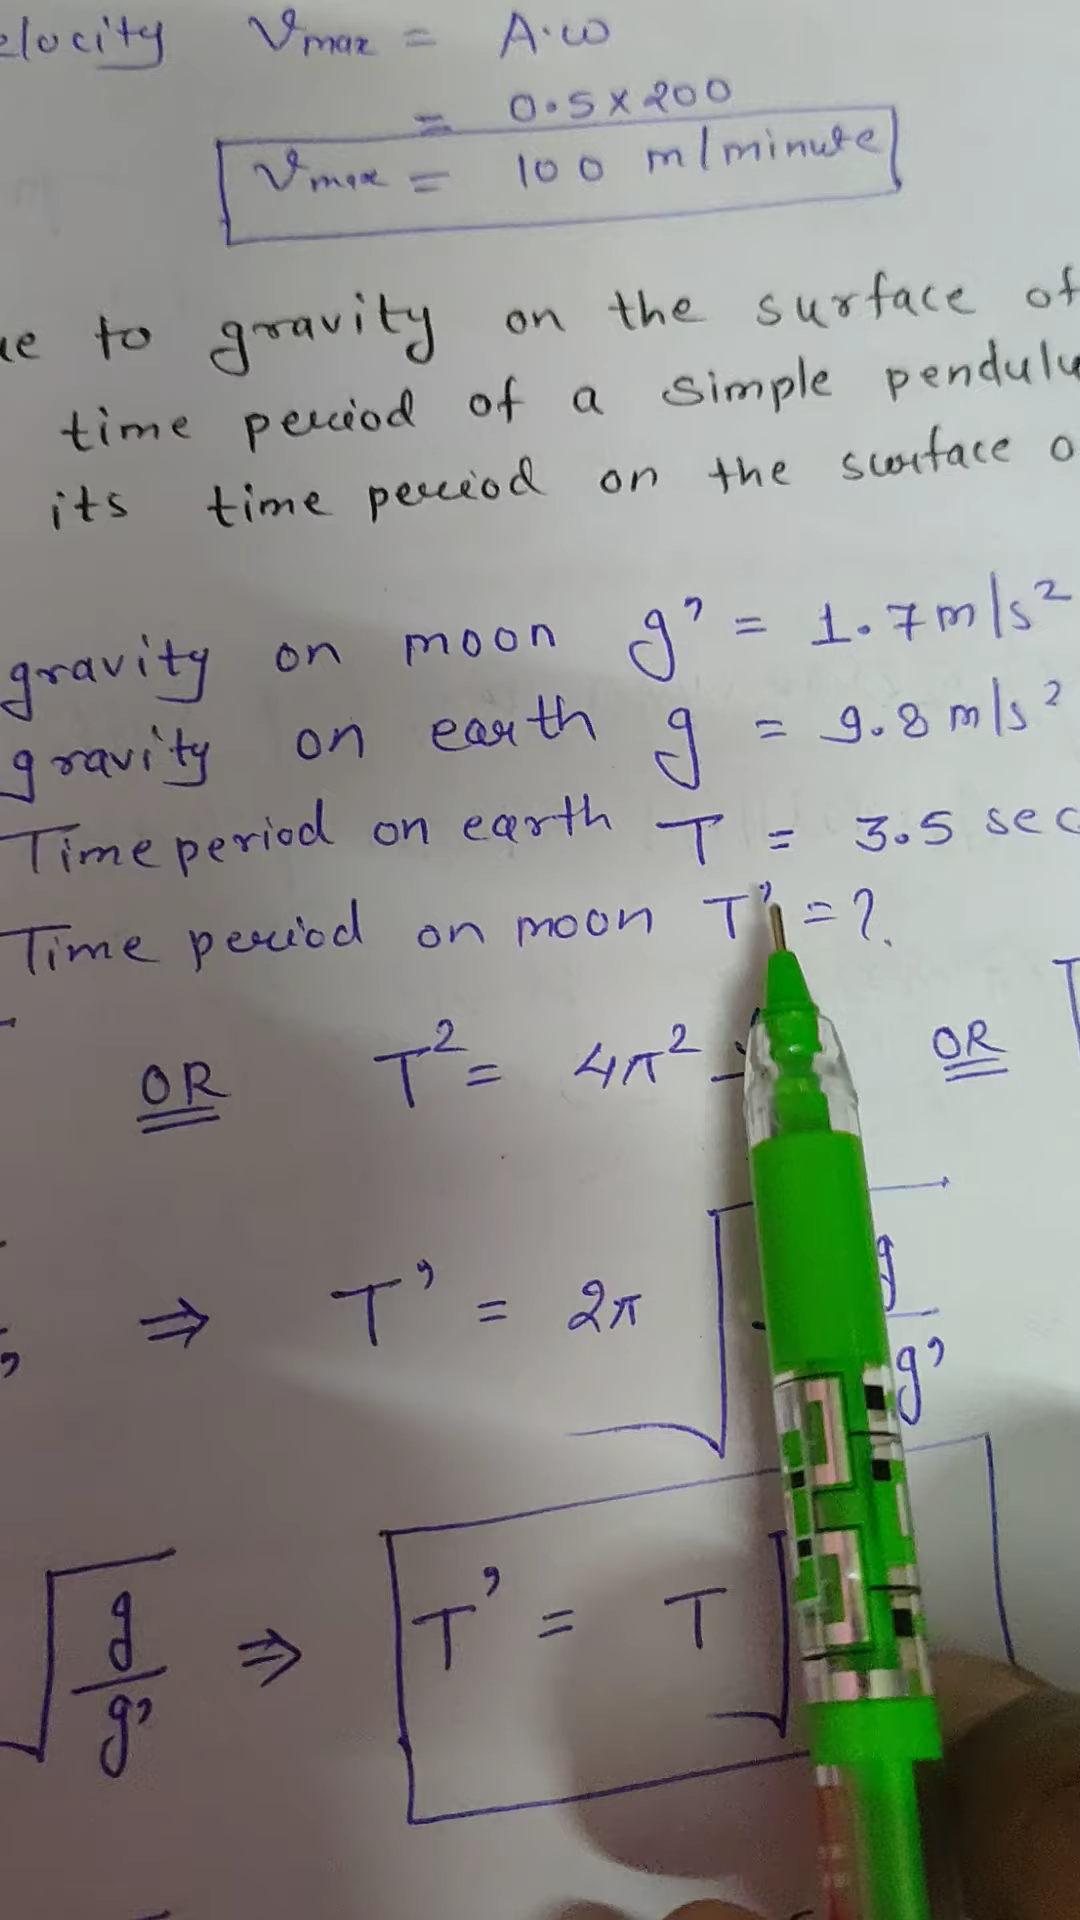 elocity Vmax = A.ω
= 0.5 x 200
Vmax = 100 m/minute
ue to gravity on the surface of
time period of a simple pendulu
its time period on the surface o
gravity on moon g' = 1.7 m/s²
gravity on earth g = 9.8 m/s²
Time period on earth T = 3.5 sec
Time period on moon T' = ?
OR T² = 4π² OR
⇒ T' = 2π √ g/g'
√g/g' ⇒ T' = T √